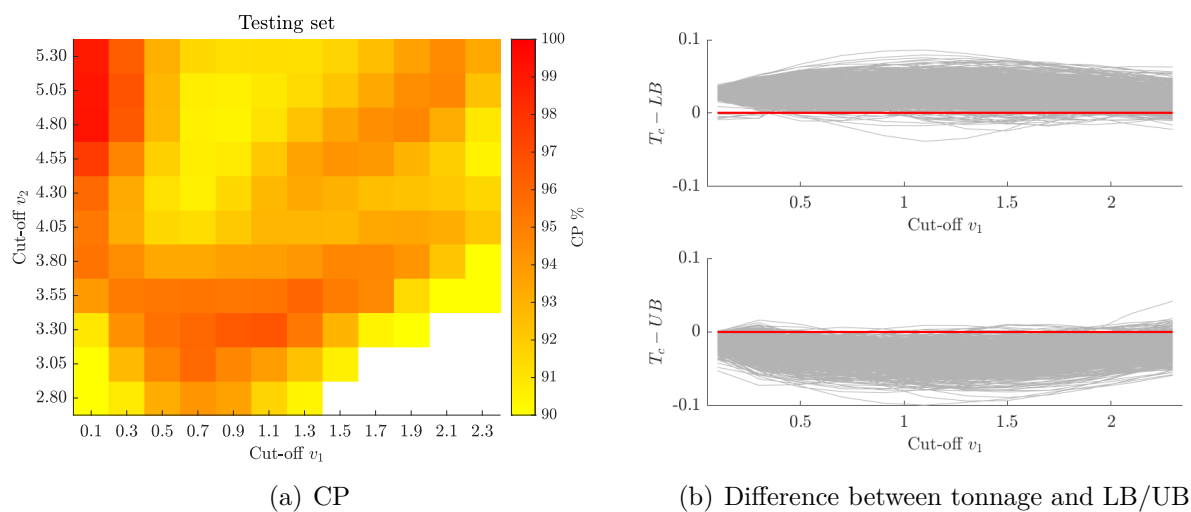 Testing set
5.30
5.05
4.80
4.55
4.30
4.05
3.80
3.55
3.30
3.05
2.80
Cut-off v₂
0.1 0.3 0.5 0.7 0.9 1.1 1.3 1.5 1.7 1.9 2.1 2.3
Cut-off v₁
100
99
98
97
96
95
94
93
92
91
90
CP %
(a) CP
0.1
0
-0.1
T_c − LB
0.5 1 1.5 2
Cut-off v₁
0.1
0
-0.1
T_c − UB
0.5 1 1.5 2
Cut-off v₁
(b) Difference between tonnage and LB/UB